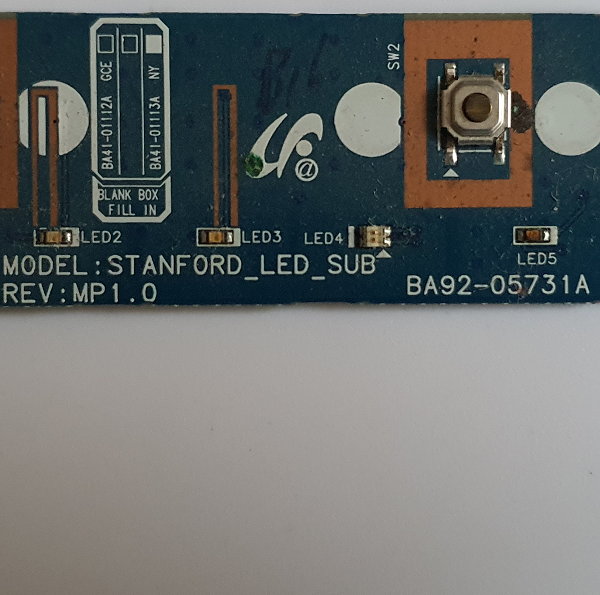 GCE
NY
BA41-01112A
BA41-01113A
BLANK BOX
FILL IN
SW2
@
LED2
LED3
LED4
LED5
MODEL:STANFORD_LED_SUB
REV:MP1.0
BA92-05731A